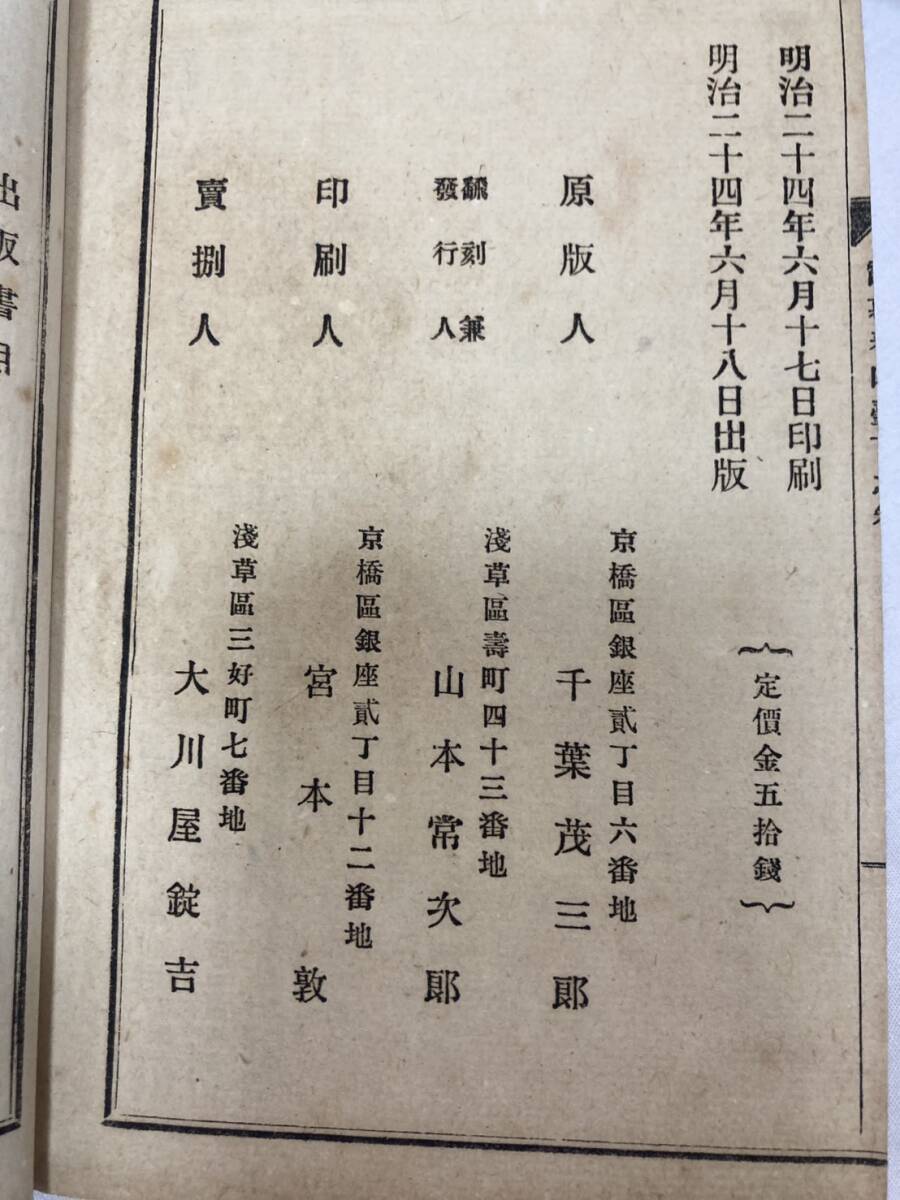 明治二十四年六月十七日印刷
明治二十四年六月十八日出版
定價金五拾錢
原版人
京橋區銀座貳丁目六番地
千葉茂三郎
飜刻兼
發行人
淺草區壽町四十三番地
山本常次郎
印刷人
京橋區銀座貳丁目十二番地
宮本敦
賣捌人
淺草區三好町七番地
大川屋錠吉
出版書目